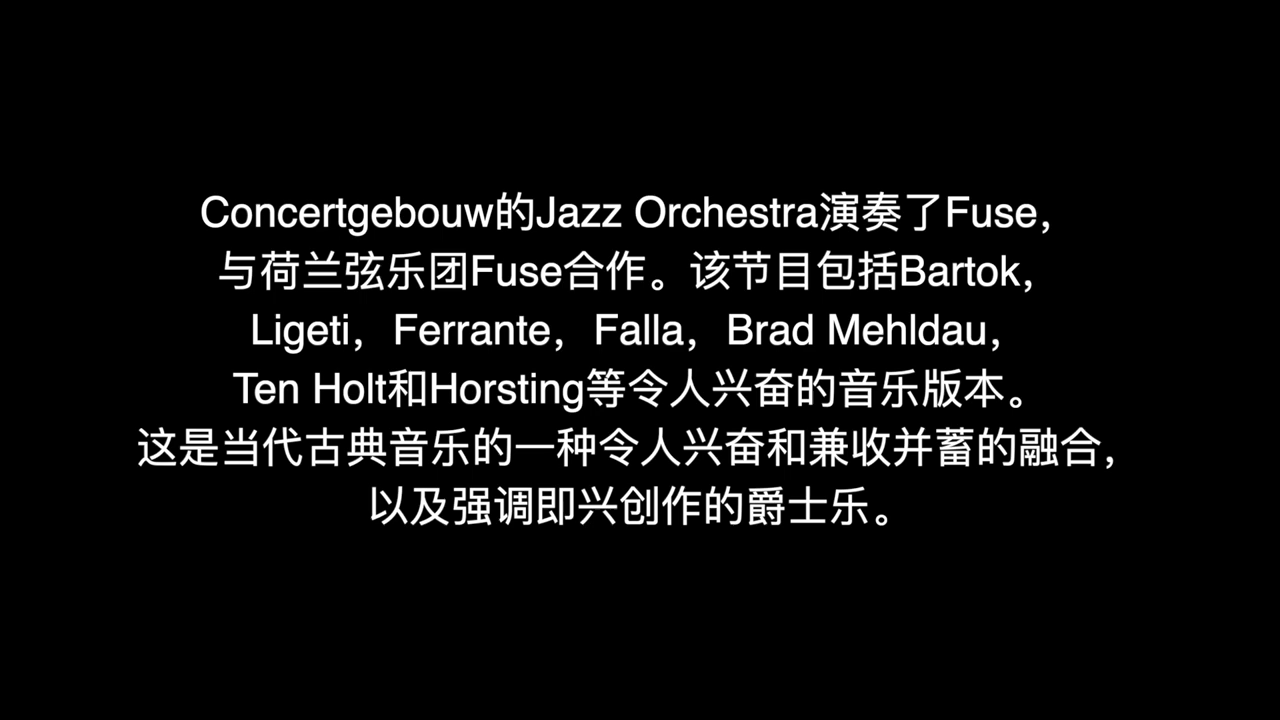 Concertgebouw的Jazz Orchestra演奏了Fuse，
与荷兰弦乐团Fuse合作。该节目包括Bartok，
Ligeti，Ferrante，Falla，Brad Mehldau，
Ten Holt和Horsting等令人兴奋的音乐版本。
这是当代古典音乐的一种令人兴奋和兼收并蓄的融合，
以及强调即兴创作的爵士乐。